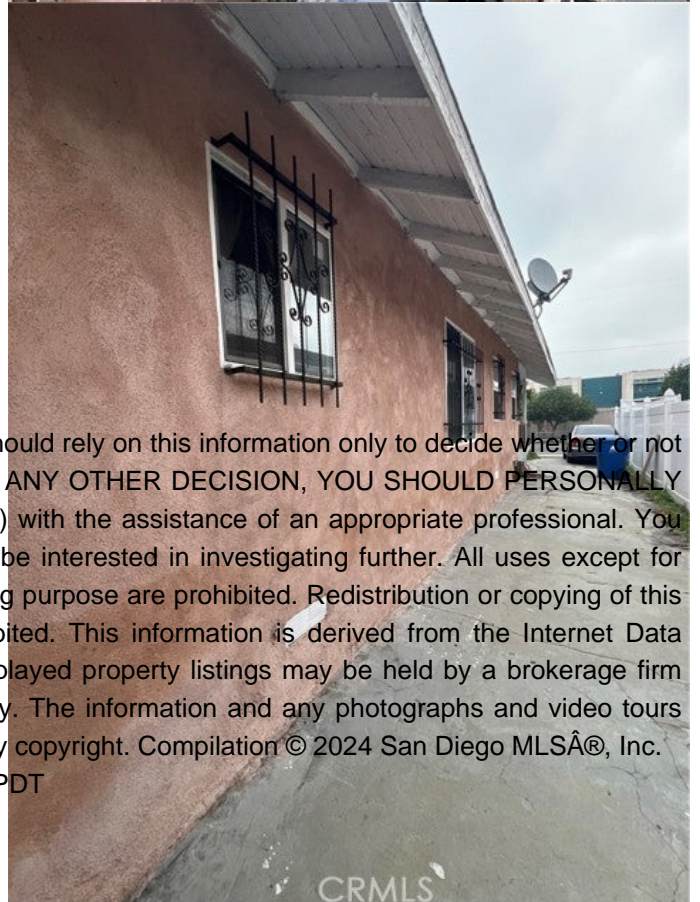 ould rely on this information only to decide whether or not
ANY OTHER DECISION, YOU SHOULD PERSONALLY
) with the assistance of an appropriate professional. You
be interested in investigating further. All uses except for
g purpose are prohibited. Redistribution or copying of this
bited. This information is derived from the Internet Data
played property listings may be held by a brokerage firm
y. The information and any photographs and video tours
y copyright. Compilation © 2024 San Diego MLSÂ®, Inc.
PDT
CRMLS